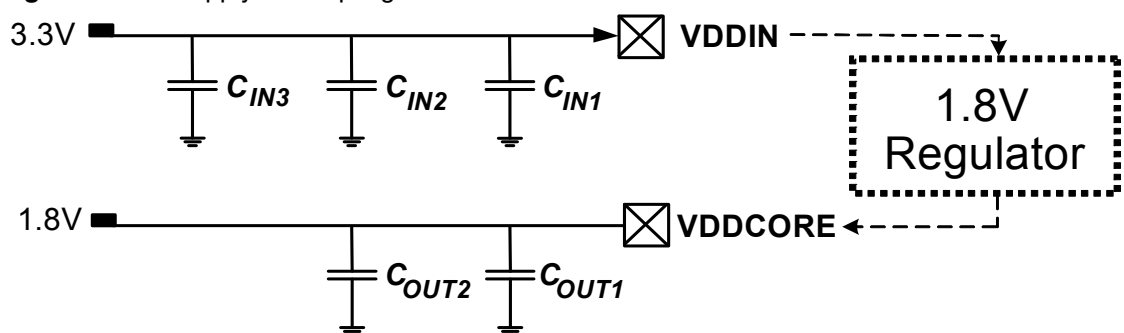 3.3V
VDDIN
C_IN3
C_IN2
C_IN1
1.8V
Regulator
1.8V
VDDCORE
C_OUT2
C_OUT1